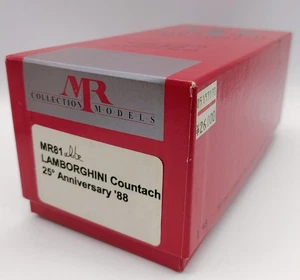 MR
COLLECTION MODELS
MR81
LAMBORGHINI Countach
25° Anniversary '88